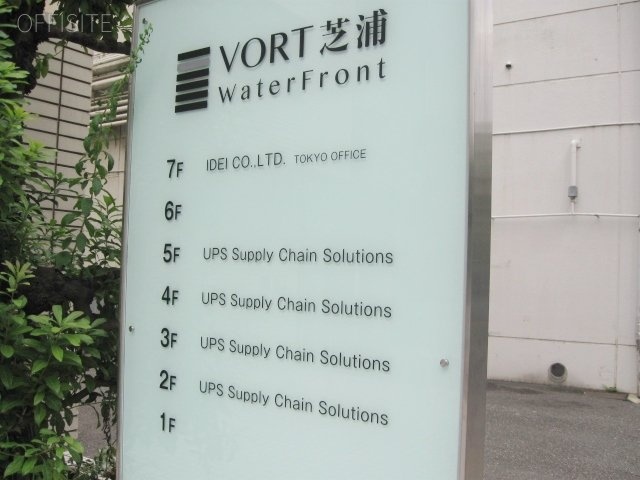 OFFISITE
VORT芝浦
WaterFront
7F IDEI CO.,LTD. TOKYO OFFICE
6F
5F UPS Supply Chain Solutions
4F UPS Supply Chain Solutions
3F UPS Supply Chain Solutions
2F UPS Supply Chain Solutions
1F